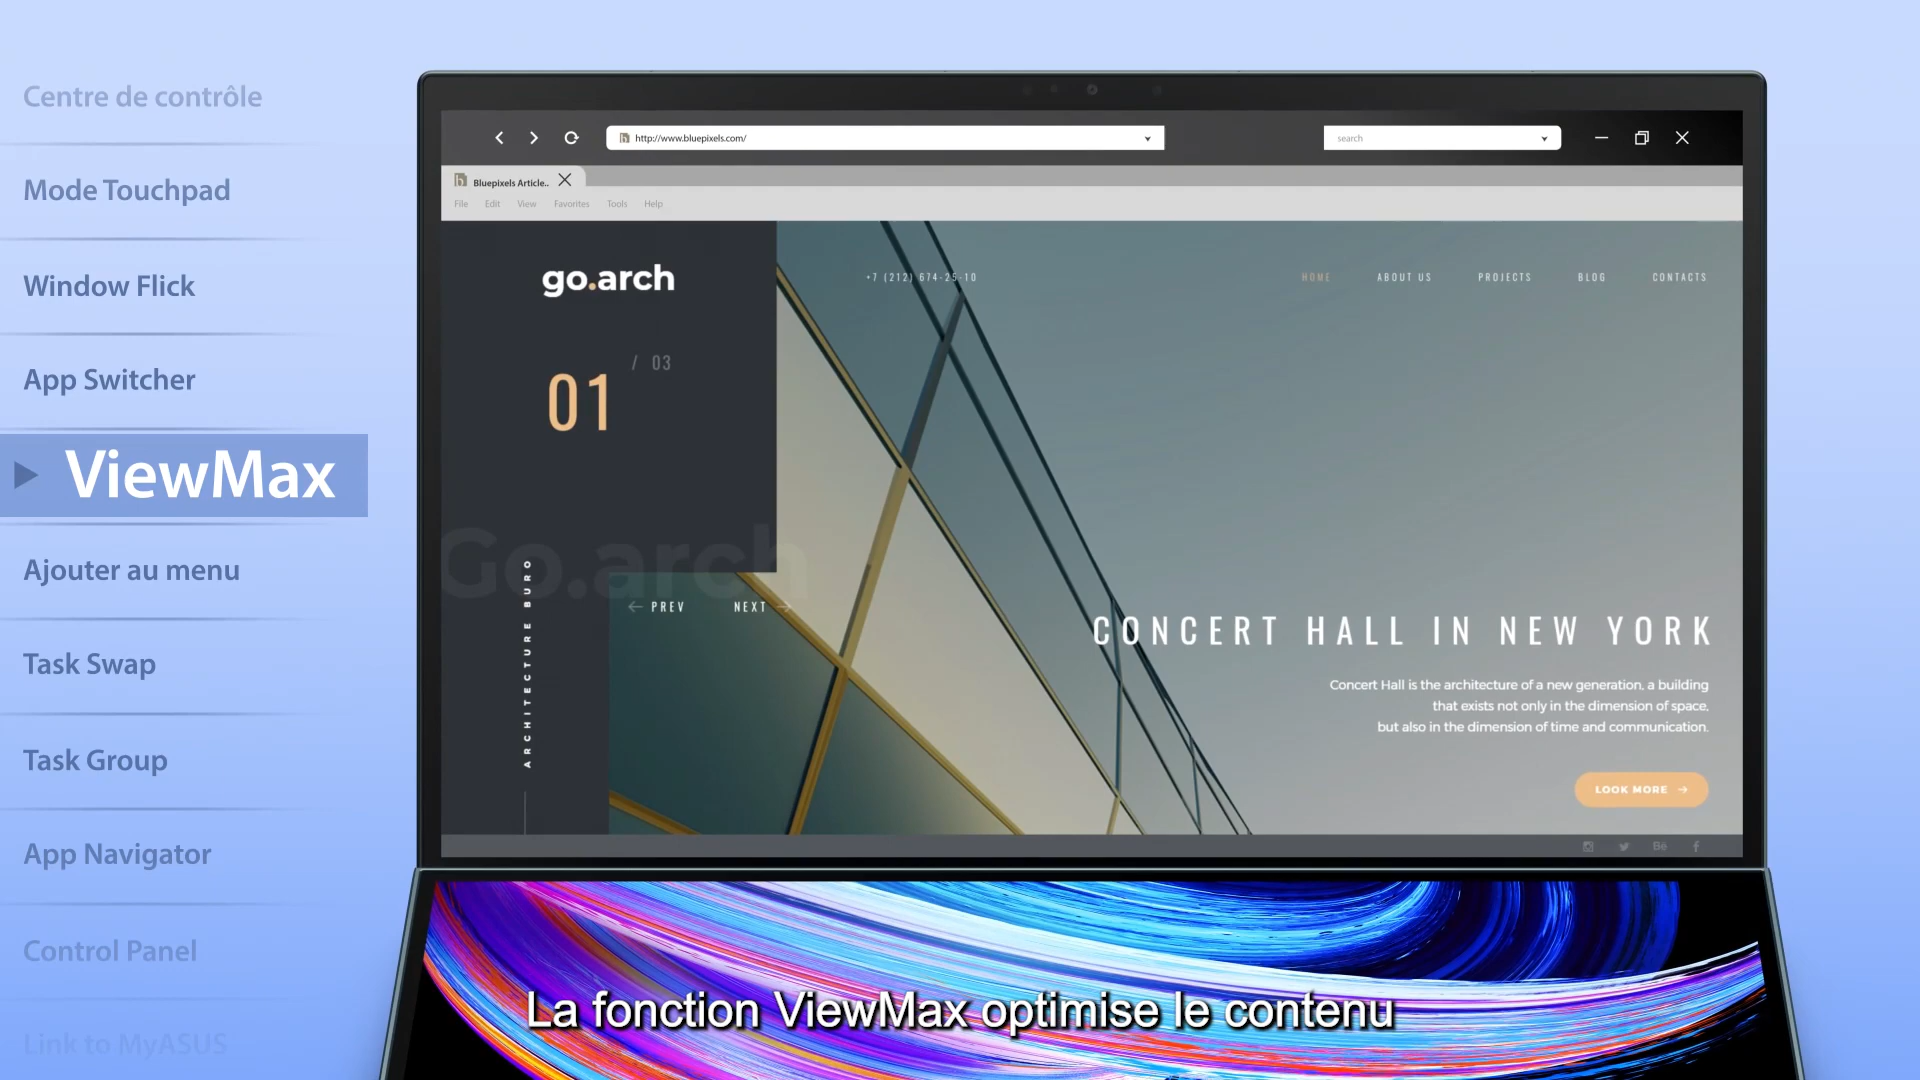 Centre de contrôle
Mode Touchpad
Window Flick
App Switcher
ViewMax
Ajouter au menu
Task Swap
Task Group
App Navigator
Control Panel
Link to MyASUS
http://www.bluepixels.com/
search
Bluepixels Article..
File Edit View Favorites Tools Help
go.arch
+7 (212) 674-25-10
HOME ABOUT US PROJECTS BLOG CONTACTS
01 / 03
Go.arch
ARCHITECTURE BURO
← PREV NEXT →
CONCERT HALL IN NEW YORK
Concert Hall is the architecture of a new generation, a building
that exists not only in the dimension of space,
but also in the dimension of time and communication.
LOOK MORE →
Bē f
La fonction ViewMax optimise le contenu